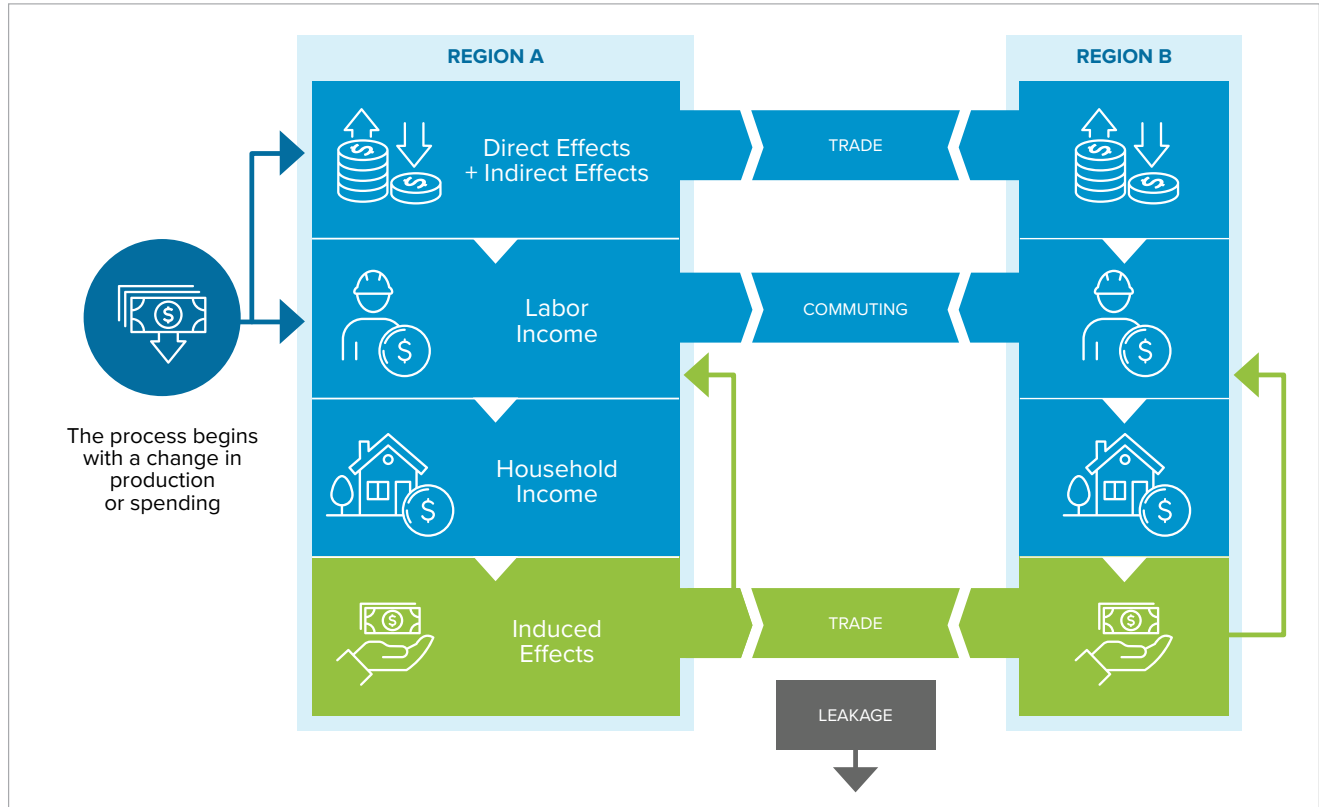 REGION A
REGION B
Direct Effects
+ Indirect Effects
TRADE
Labor
Income
COMMUTING
The process begins
with a change in
production
or spending
Household
Income
Induced
Effects
TRADE
LEAKAGE